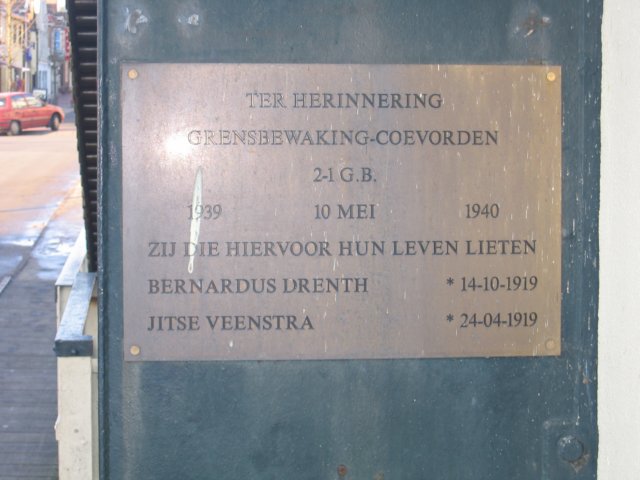 TER HERINNERING
GRENSBEWAKING-COEVORDEN
2-1 G.B.
1939 10 MEI 1940
ZIJ DIE HIERVOOR HUN LEVEN LIETEN
BERNARDUS DRENTH * 14-10-1919
JITSE VEENSTRA * 24-04-1919